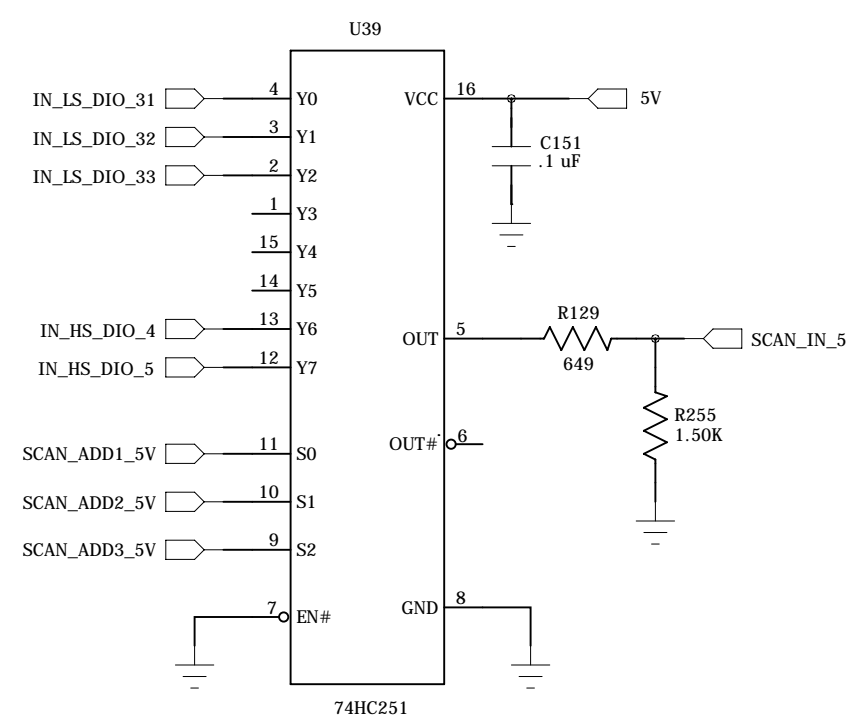 U39
IN_LS_DIO_31 4 Y0 VCC 16 5V
IN_LS_DIO_32 3 Y1
C151
.1 uF
IN_LS_DIO_33 2 Y2
1 Y3
15 Y4
14 Y5
IN_HS_DIO_4 13 Y6
IN_HS_DIO_5 12 Y7
OUT 5
R129
649
SCAN_IN_5
R255
1.50K
OUT# 6
SCAN_ADD1_5V 11 S0
SCAN_ADD2_5V 10 S1
SCAN_ADD3_5V 9 S2
7 EN#
GND 8
74HC251